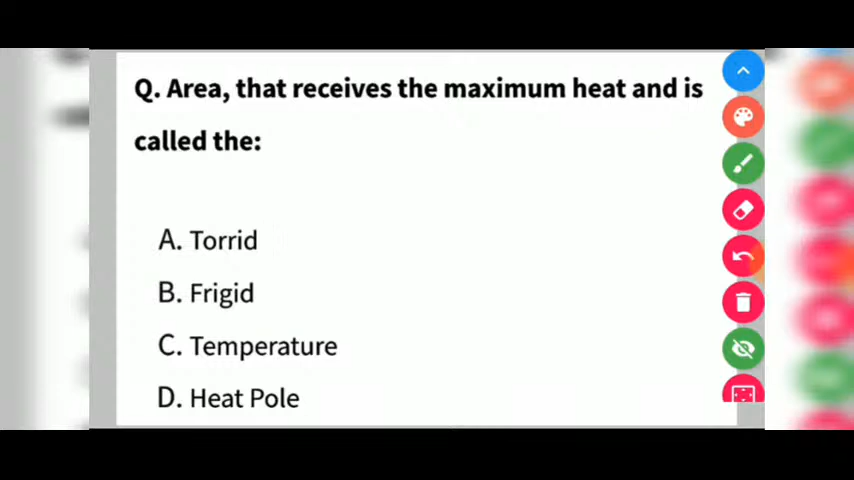 Q. Area, that receives the maximum heat and is
called the:
A. Torrid
B. Frigid
C. Temperature
D. Heat Pole